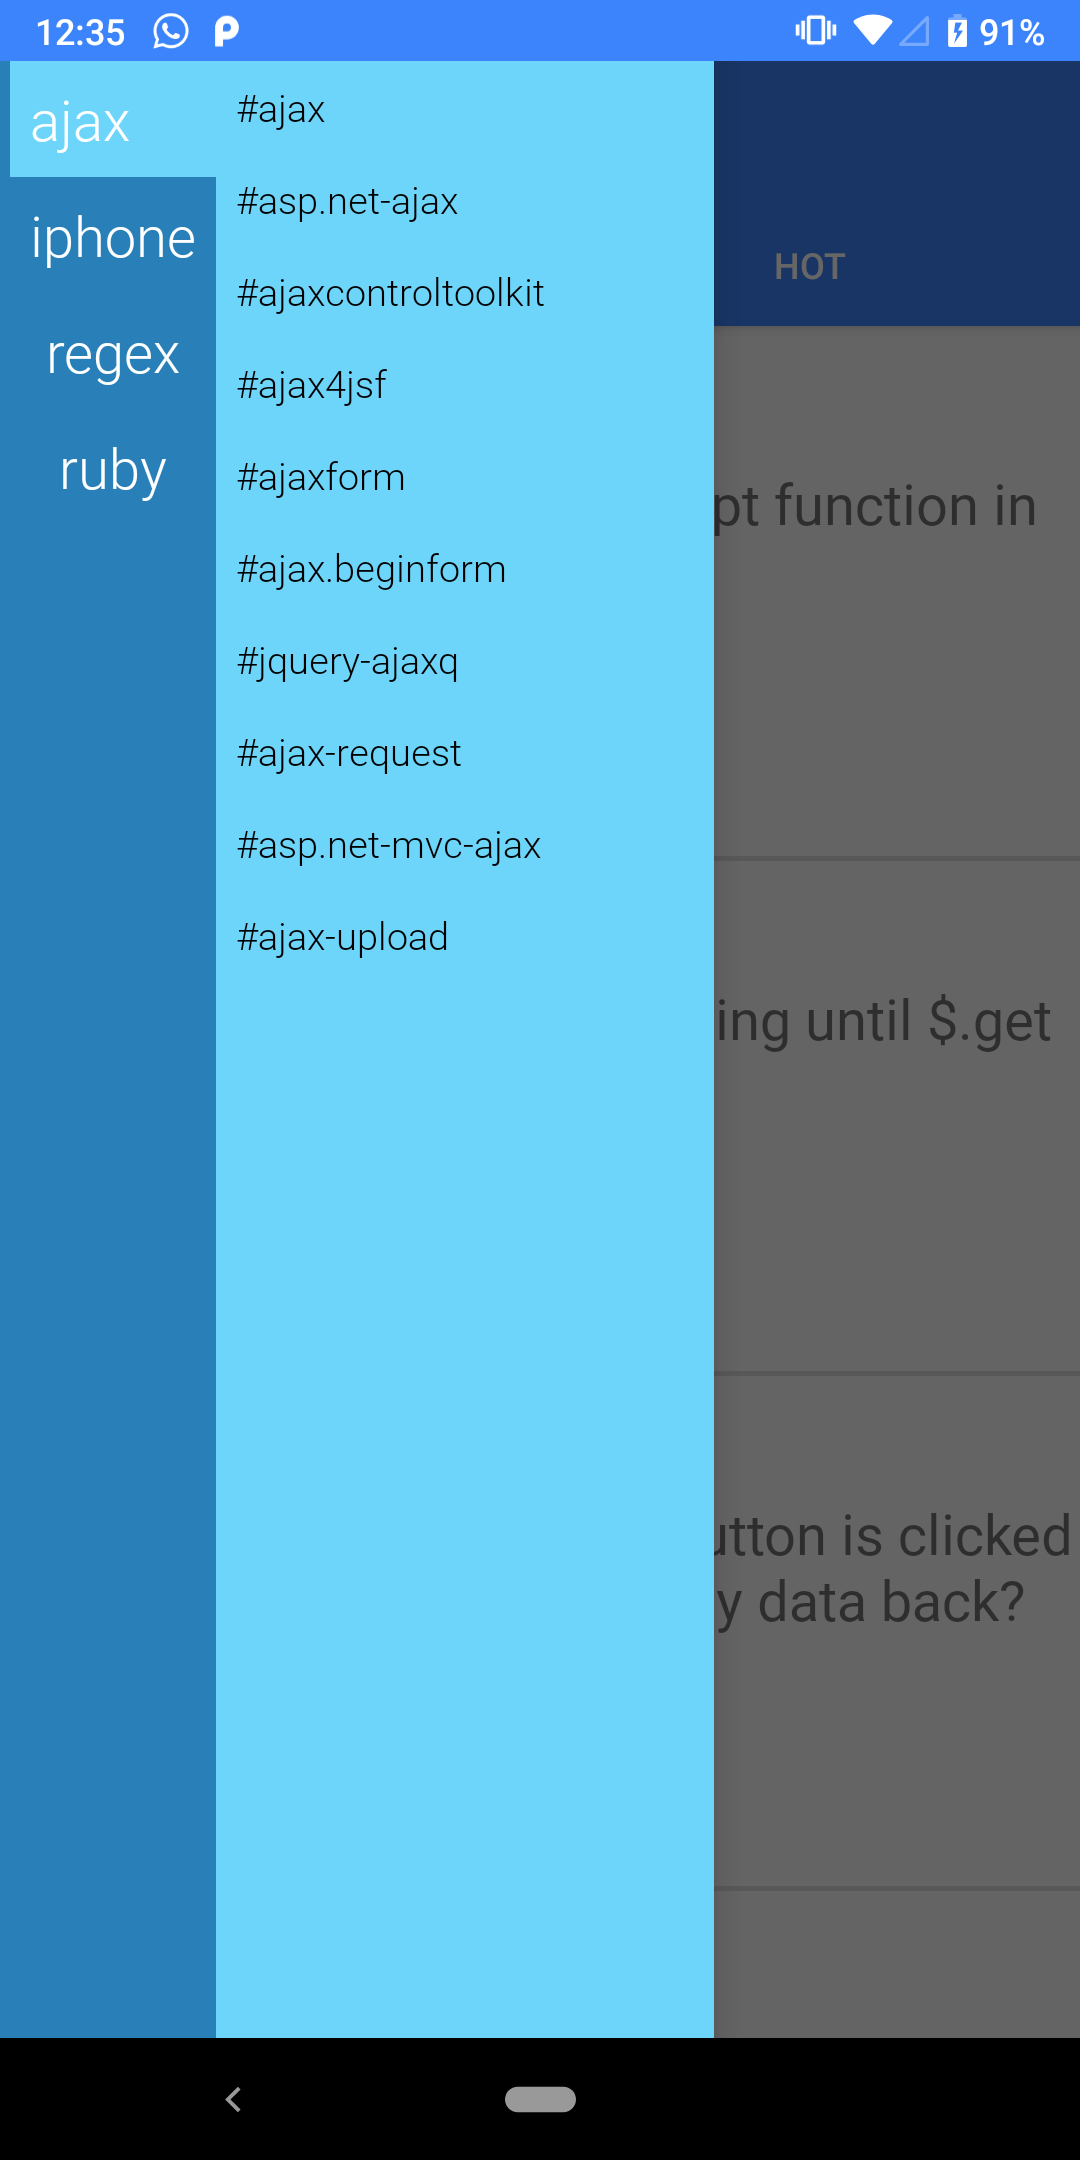 12:35
91%
ajax
iphone
regex
ruby
#ajax
#asp.net-ajax
#ajaxcontroltoolkit
#ajax4jsf
#ajaxform
#ajax.beginform
#jquery-ajaxq
#ajax-request
#asp.net-mvc-ajax
#ajax-upload
HOT
pt function in
ing until $.get
utton is clicked
y data back?